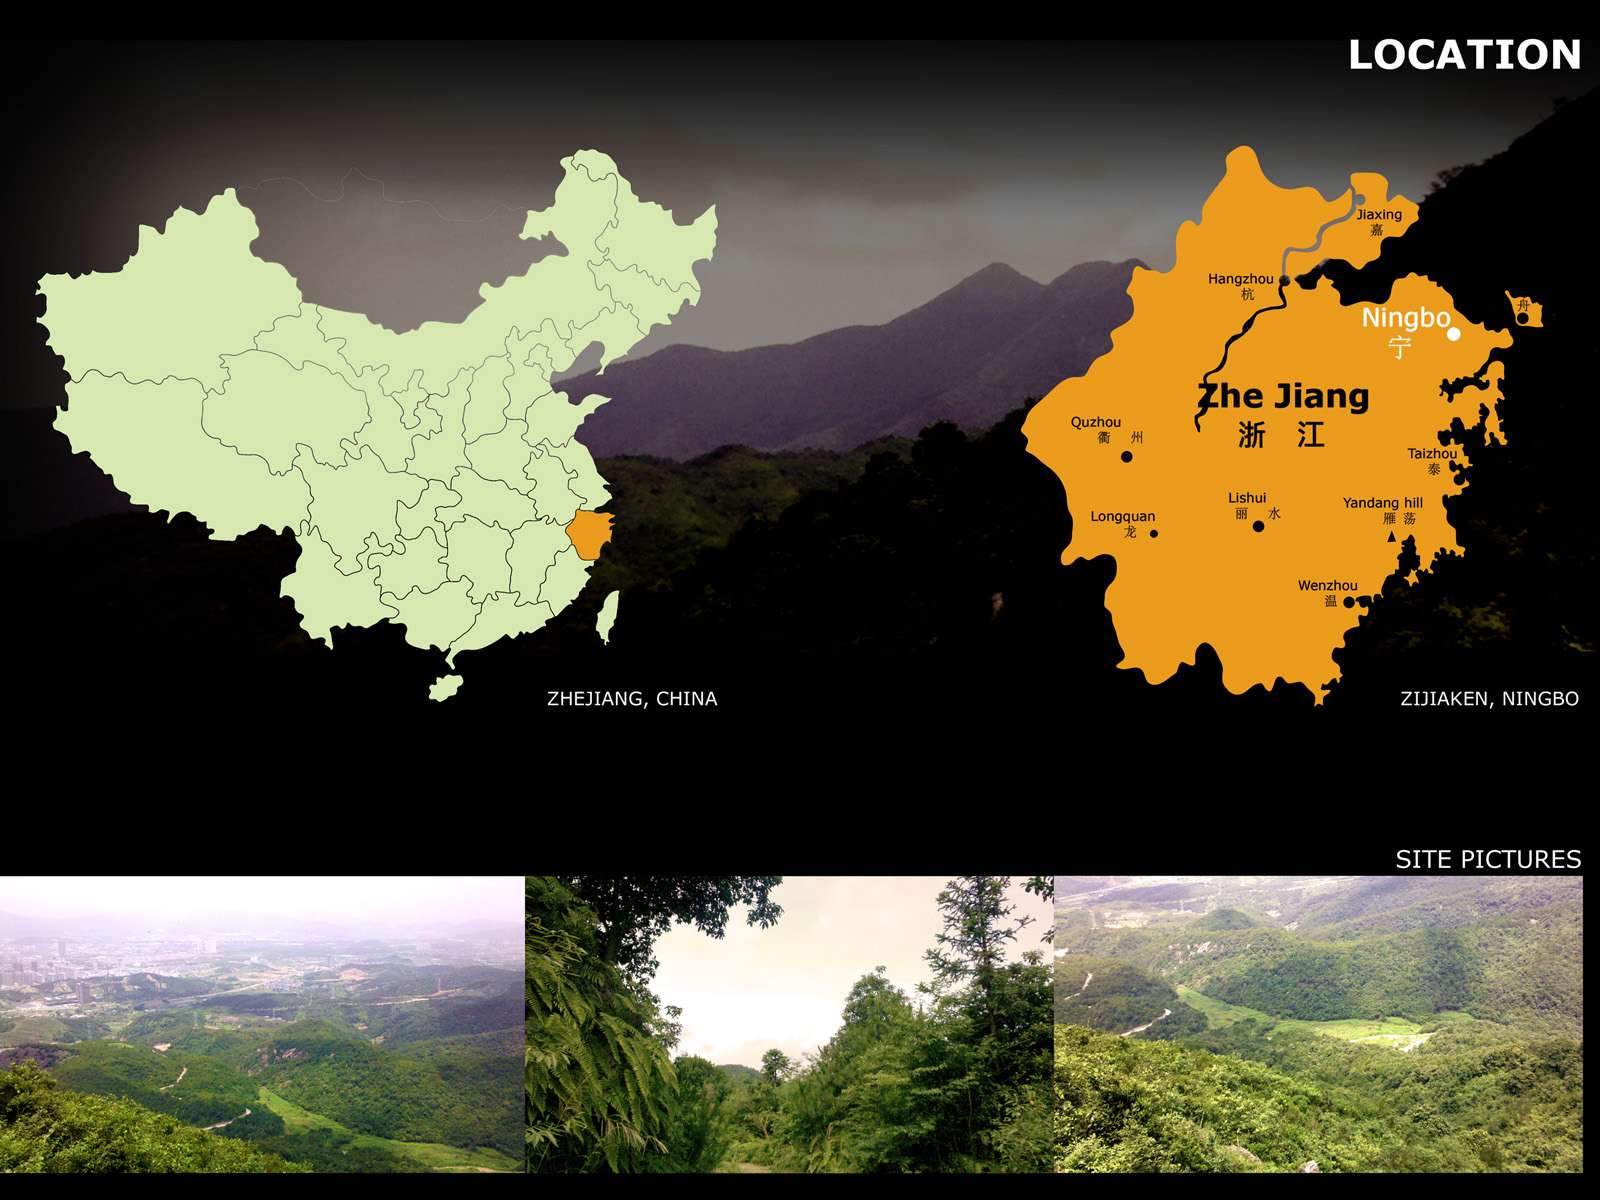 LOCATION
Jiaxing
嘉
Hangzhou
杭
舟
Ningbo
宁
Zhe Jiang
浙 江
Quzhou
衢 州
Taizhou
泰
Lishui
丽 水
Yandang hill
雁 荡
Longquan
龙
Wenzhou
温
ZHEJIANG, CHINA
ZIJIAKEN, NINGBO
SITE PICTURES